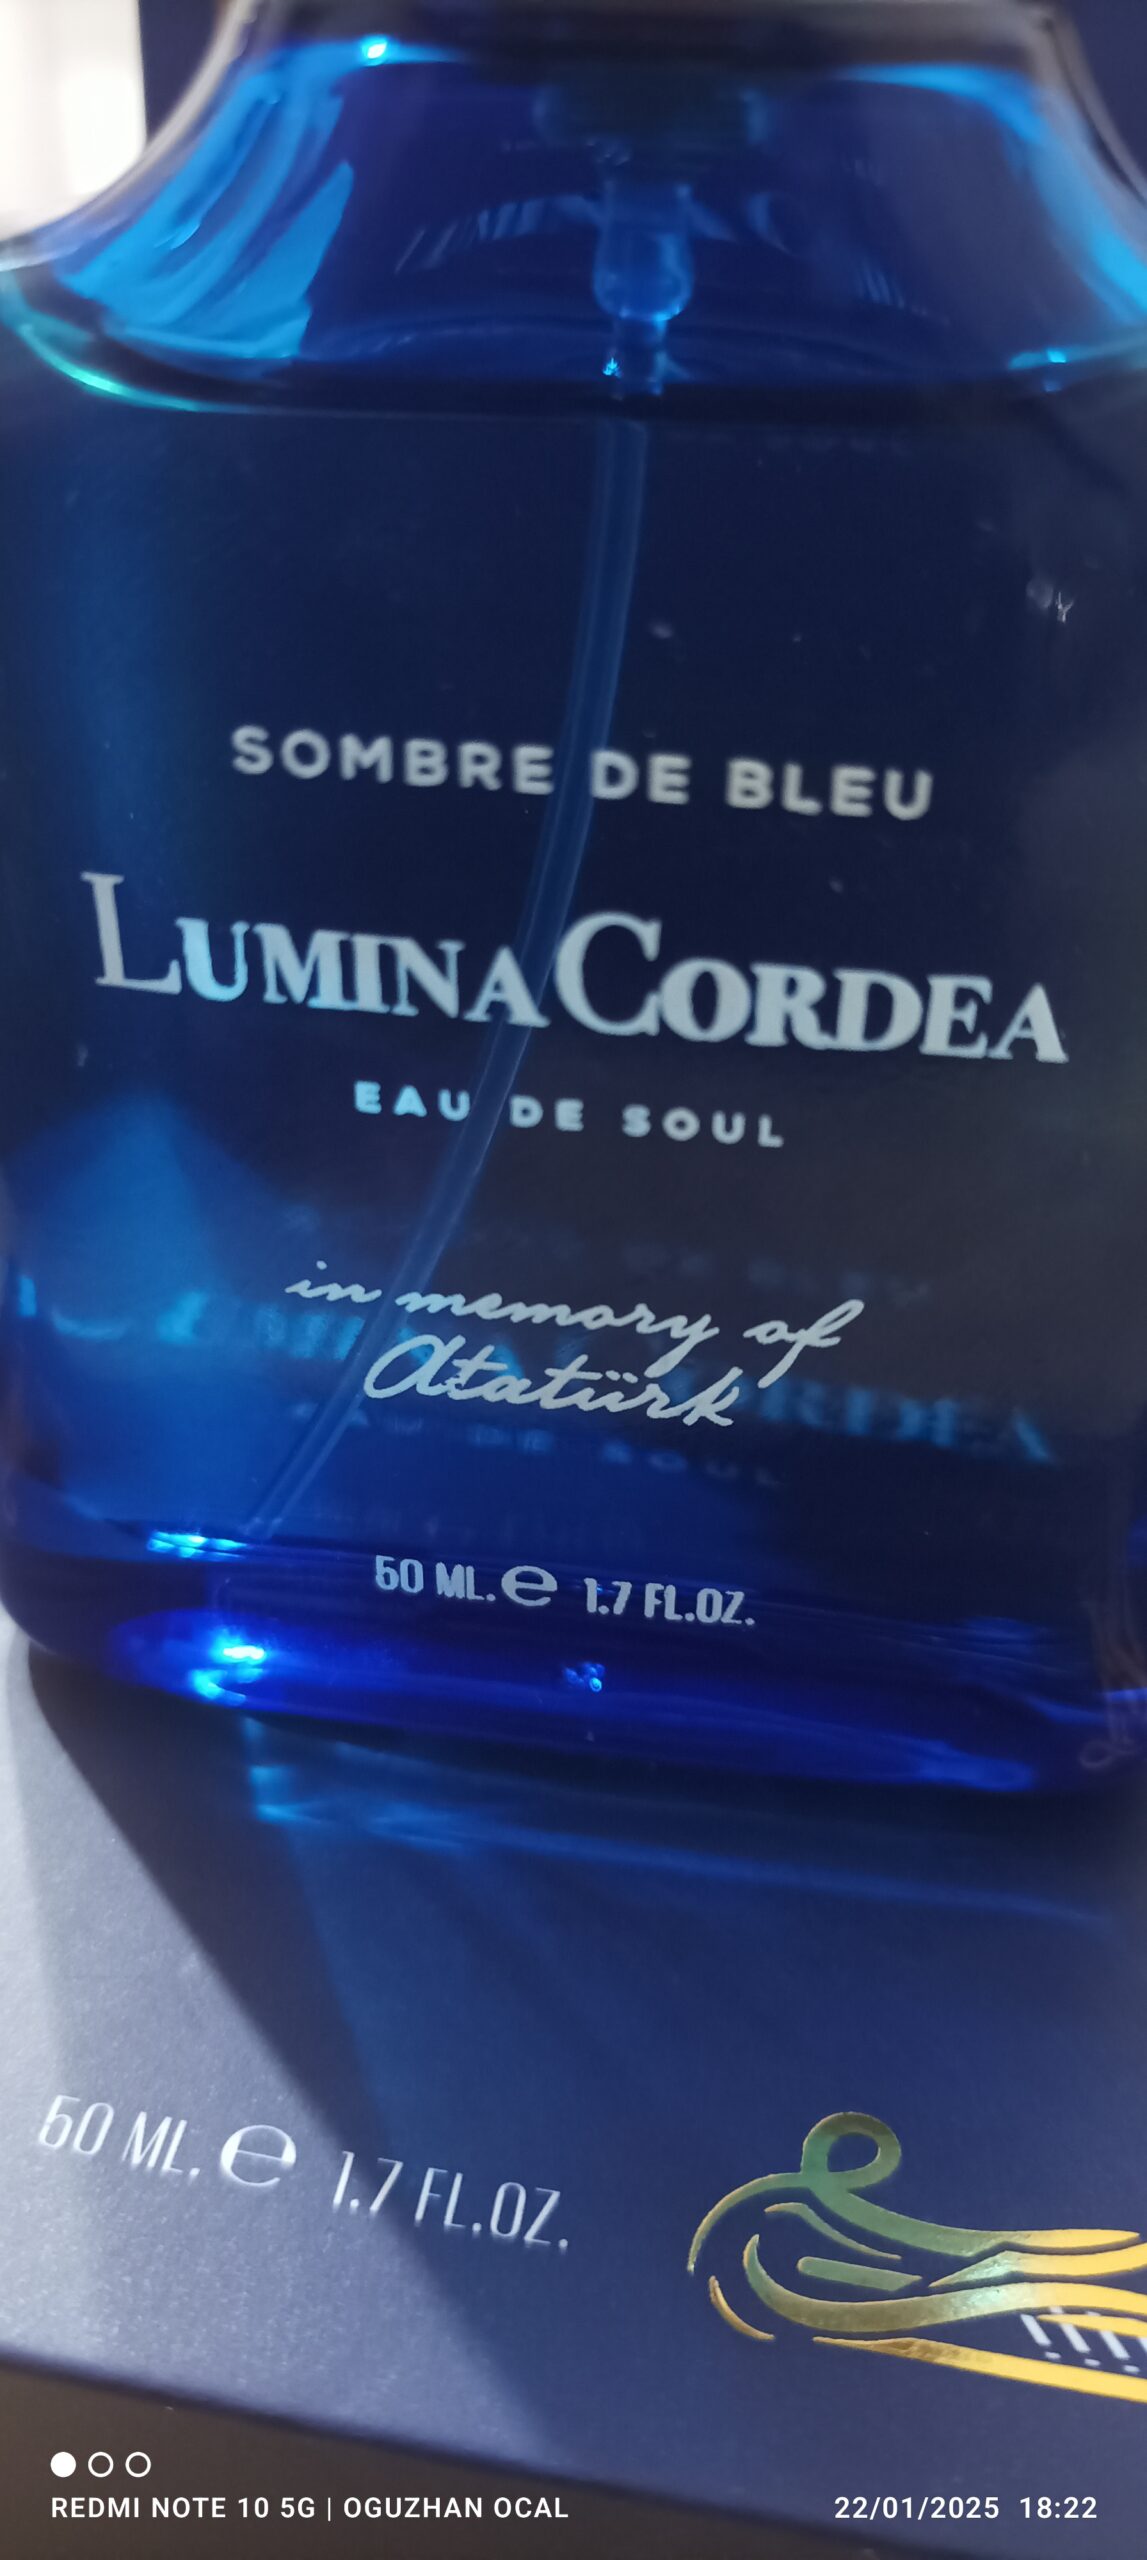 SOMBRE DE BLEU
LUMINA CORDEA
EAU DE SOUL
in memory of
Atatürk
50 ML. e 1.7 FL.OZ.
50 ML. e 1.7 FL.OZ.
REDMI NOTE 10 5G | OGUZHAN OCAL
22/01/2025 18:22